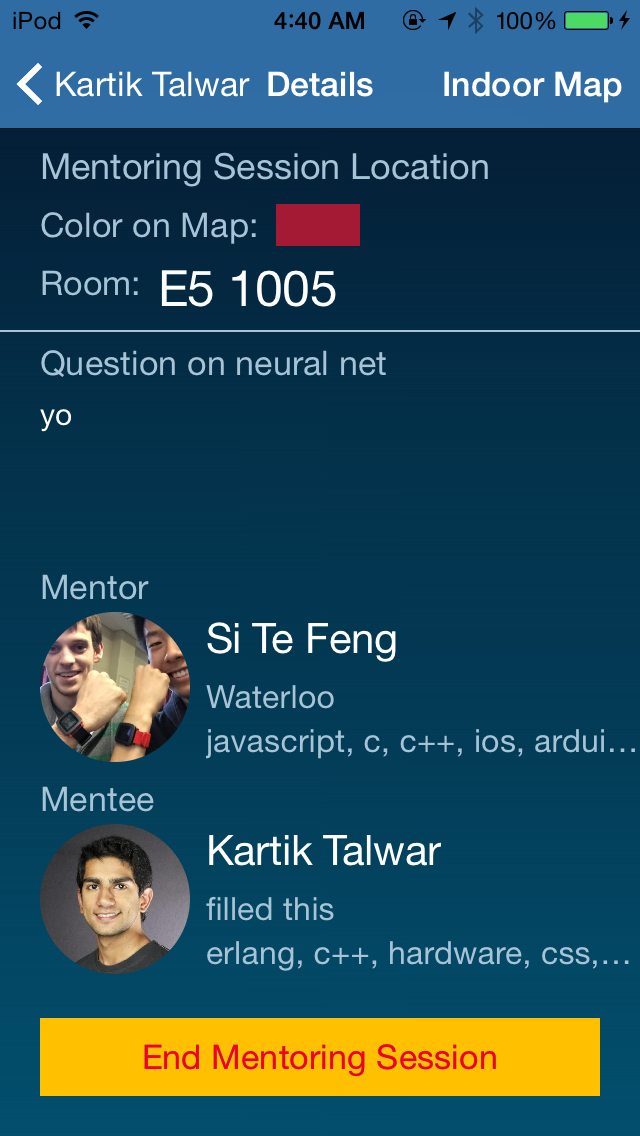 iPod 4:40 AM 100%
Kartik Talwar Details Indoor Map
Mentoring Session Location
Color on Map:
Room: E5 1005
Question on neural net
yo
Mentor
Si Te Feng
Waterloo
javascript, c, c++, ios, ardui...
Mentee
Kartik Talwar
filled this
erlang, c++, hardware, css,...
End Mentoring Session